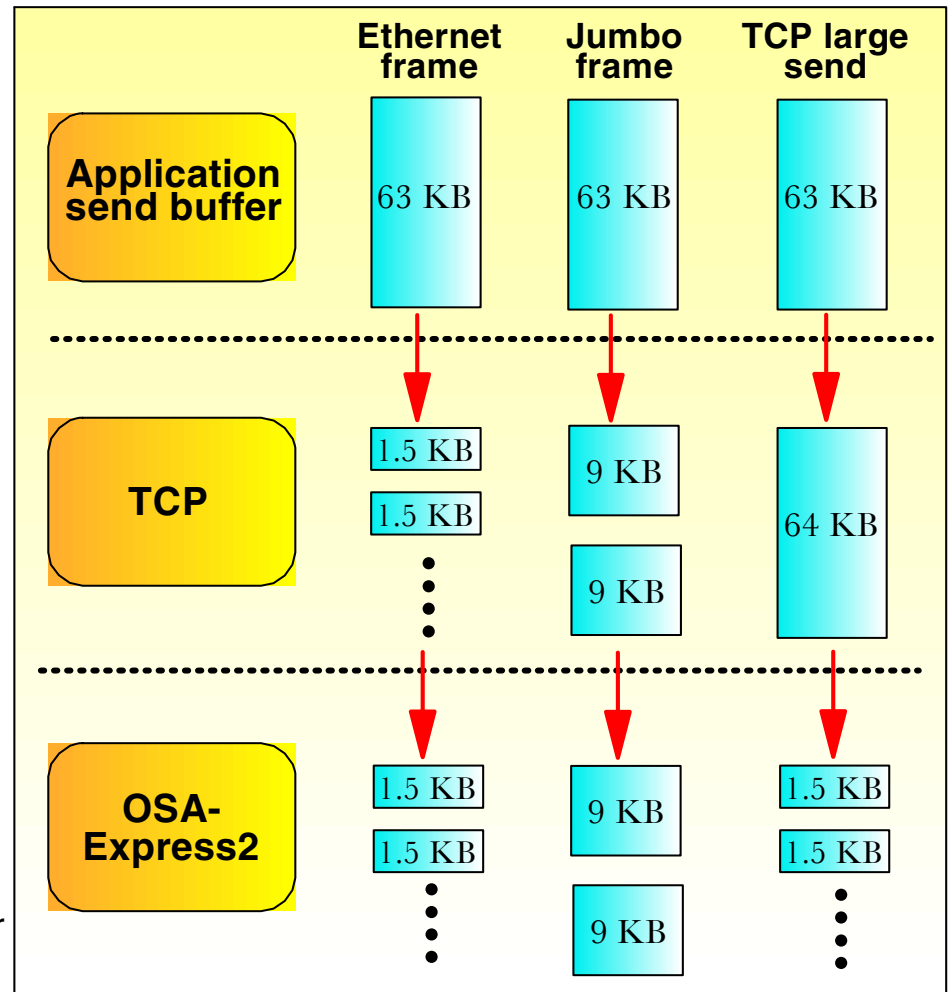 Ethernet frame
Jumbo frame
TCP large send
Application send buffer
63 KB
63 KB
63 KB
TCP
1.5 KB
9 KB
64 KB
1.5 KB
9 KB
OSA-Express2
1.5 KB
9 KB
1.5 KB
1.5 KB
9 KB
1.5 KB
r